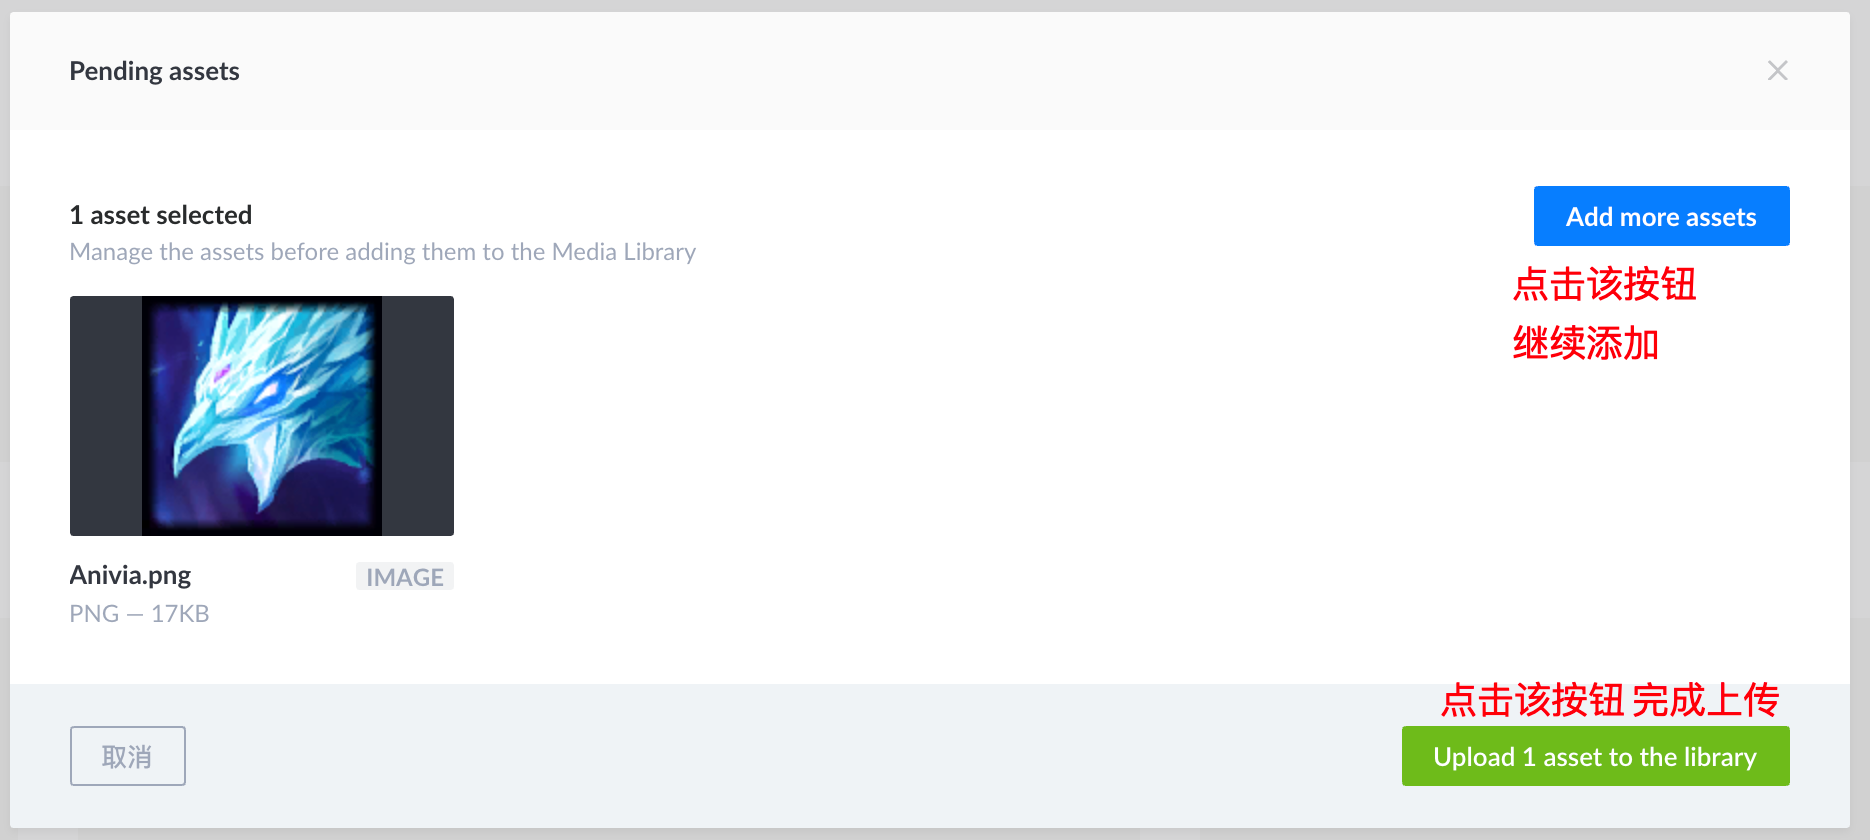 Pending assets
1 asset selected
Manage the assets before adding them to the Media Library
Add more assets
点击该按钮
继续添加
Anivia.png
IMAGE
PNG — 17KB
点击该按钮 完成上传
取消
Upload 1 asset to the library